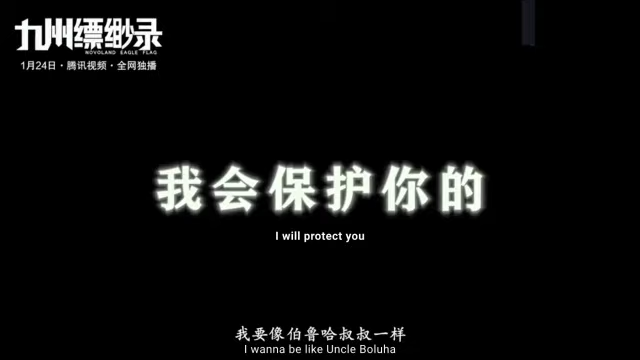 九州缥缈录
NOVOLAND EAGLE FLAG
1月24日·腾讯视频·全网独播
我会保护你的
I will protect you
我要像伯鲁哈叔叔一样
I wanna be like Uncle Boluha